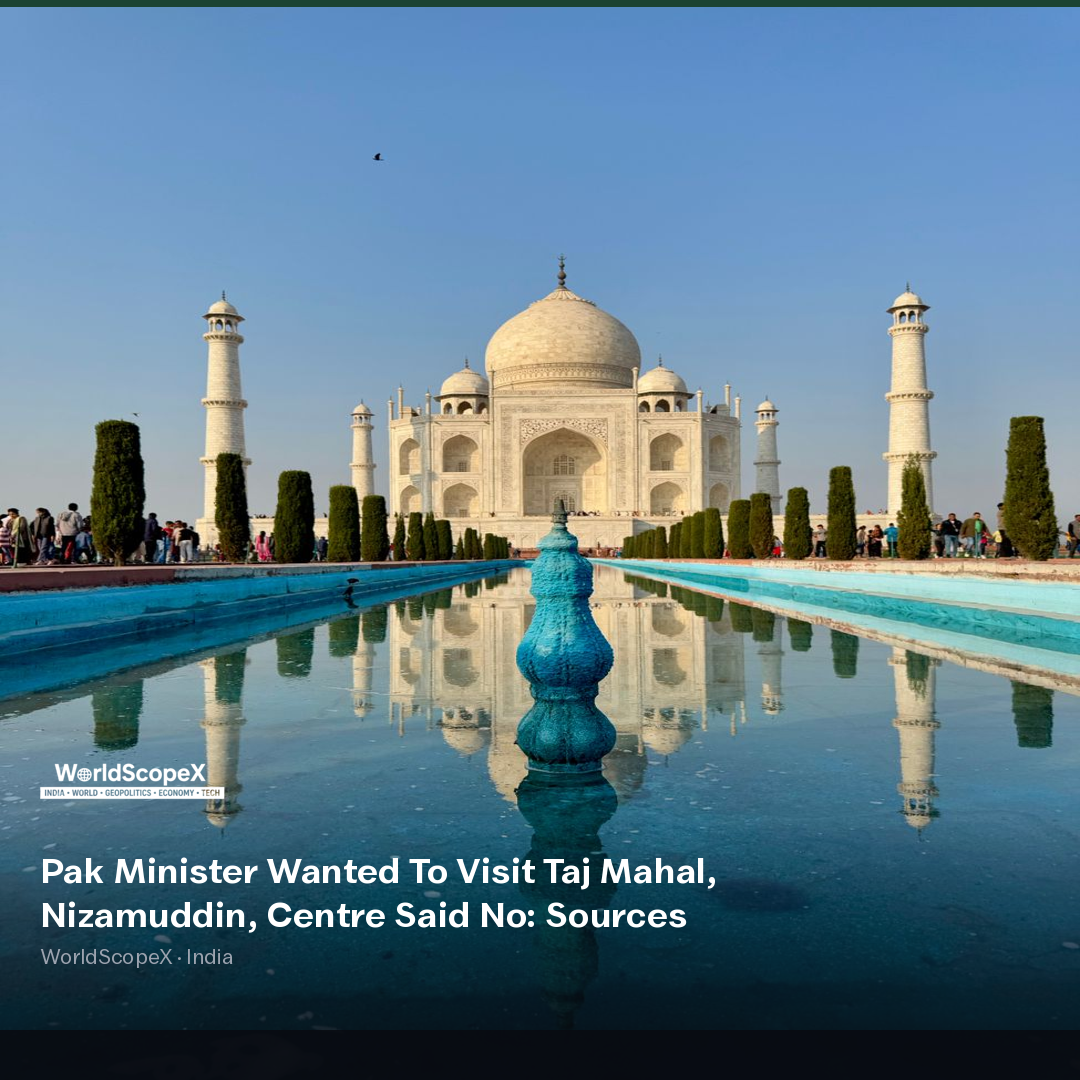 WorldScopeX
INDIA • WORLD • GEOPOLITICS • ECONOMY • TECH
Pak Minister Wanted To Visit Taj Mahal,
Nizamuddin, Centre Said No: Sources
WorldScopeX · India